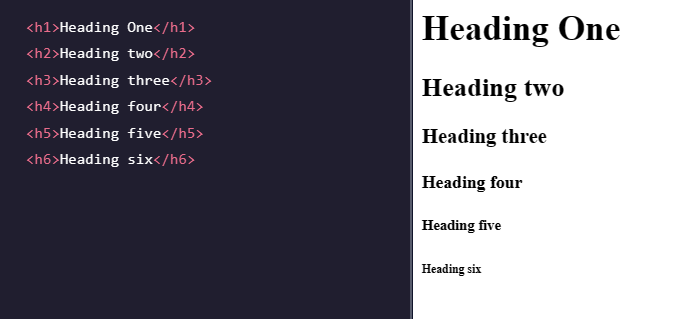 <h1>Heading One</h1>
<h2>Heading two</h2>
<h3>Heading three</h3>
<h4>Heading four</h4>
<h5>Heading five</h5>
<h6>Heading six</h6>
Heading One
Heading two
Heading three
Heading four
Heading five
Heading six